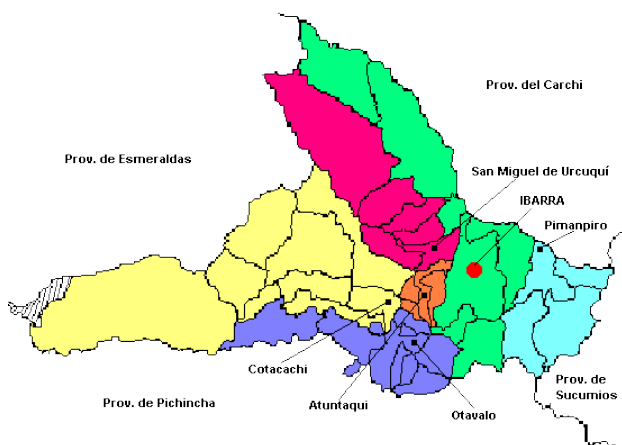 Prov. del Carchi
Prov. de Esmeraldas
San Miguel de Urcuquí
IBARRA
Pimanpiro
Cotacachi
Prov. de
Sucumios
Prov. de Pichincha
Atuntaqui
Otavalo